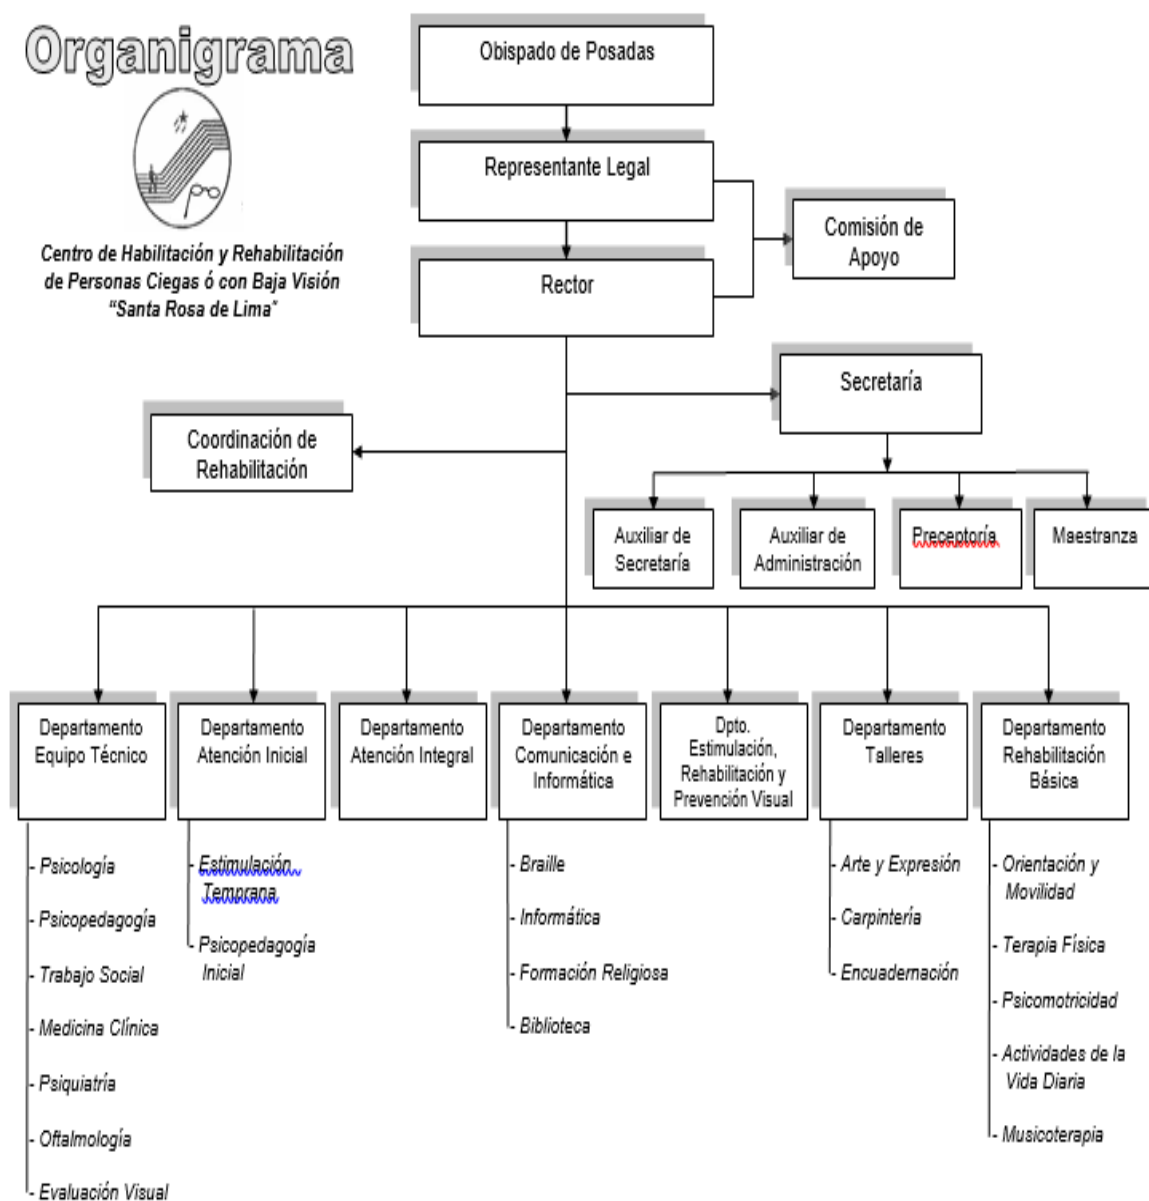 Organigrama
Centro de Habilitación y Rehabilitación
de Personas Ciegas ó con Baja Visión
“Santa Rosa de Lima”
Obispado de Posadas
Representante Legal
Rector
Comisión de
Apoyo
Secretaría
Coordinación de
Rehabilitación
Auxiliar de
Secretaría
Auxiliar de
Administración
Preceptoría
Maestranza
Departamento
Equipo Técnico
- Psicología
- Psicopedagogía
- Trabajo Social
- Medicina Clínica
- Psiquiatría
- Oftalmología
- Evaluación Visual
Departamento
Atención Inicial
- Estimulación
Temprana
- Psicopedagogía
Inicial
Departamento
Atención Integral
Departamento
Comunicación e
Informática
- Braille
- Informática
- Formación Religiosa
- Biblioteca
Dpto.
Estimulación,
Rehabilitación y
Prevención Visual
Departamento
Talleres
- Arte y Expresión
- Carpintería
- Encuadernación
Departamento
Rehabilitación
Básica
- Orientación y
Movilidad
- Terapia Física
- Psicomotricidad
- Actividades de la
Vida Diaria
- Musicoterapia